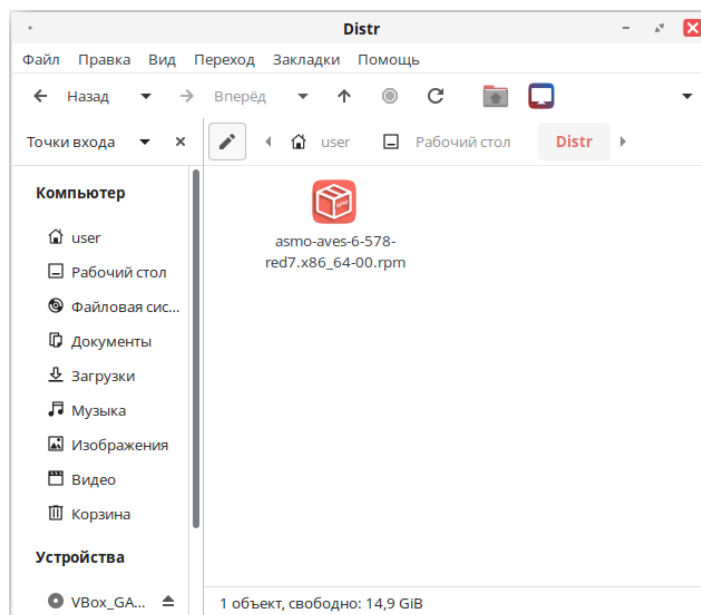 Distr
Файл Правка Вид Переход Закладки Помощь
Назад Вперёд
Точки входа user Рабочий стол Distr
Компьютер
user
Рабочий стол
Файловая сис...
Документы
Загрузки
Музыка
Изображения
Видео
Корзина
Устройства
VBox_GA...
asmo-aves-6-578-
red7.x86_64-00.rpm
1 объект, свободно: 14,9 GiB